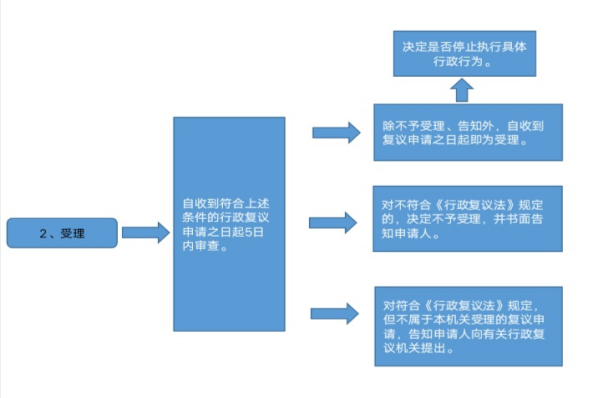 决定是否停止执行具体
行政行为。
除不予受理、告知外，自收到
复议申请之日起即为受理。
2、受理
自收到符合上述
条件的行政复议
申请之日起5日
内审查。
对不符合《行政复议法》规定
的，决定不予受理，并书面告
知申请人。
对符合《行政复议法》规定，
但不属于本机关受理的复议申
请，告知申请人向有关行政复
议机关提出。